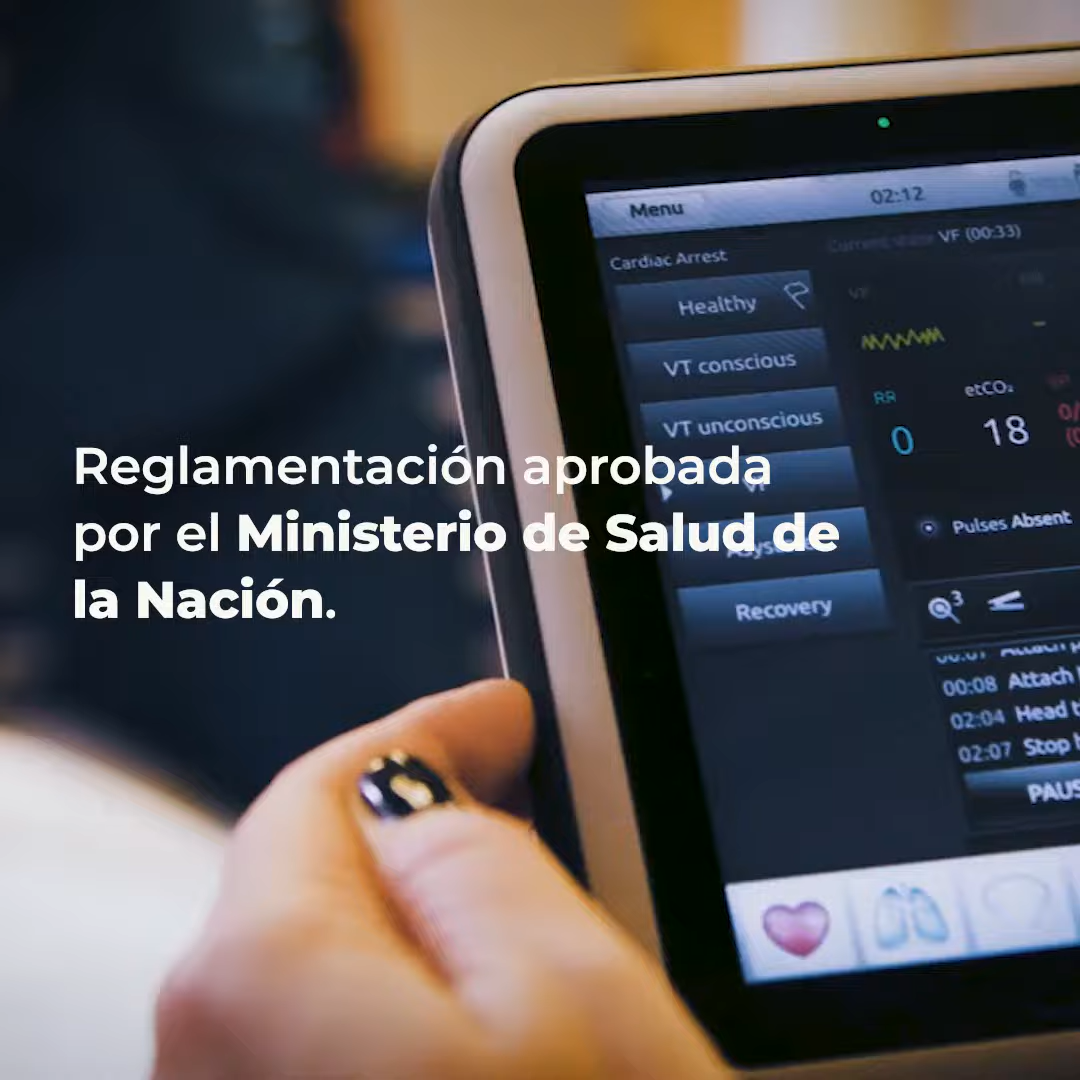 Menu
02:12
Cardiac Arrest
VF (00:33)
Healthy
VT conscious
RR
etCO₂
VT unconscious
0
18
Reglamentación aprobada
por el Ministerio de Salud de
la Nación.
Pulses Absent
Recovery
3
00:08 Attach
02:04 Head
02:07 Stop